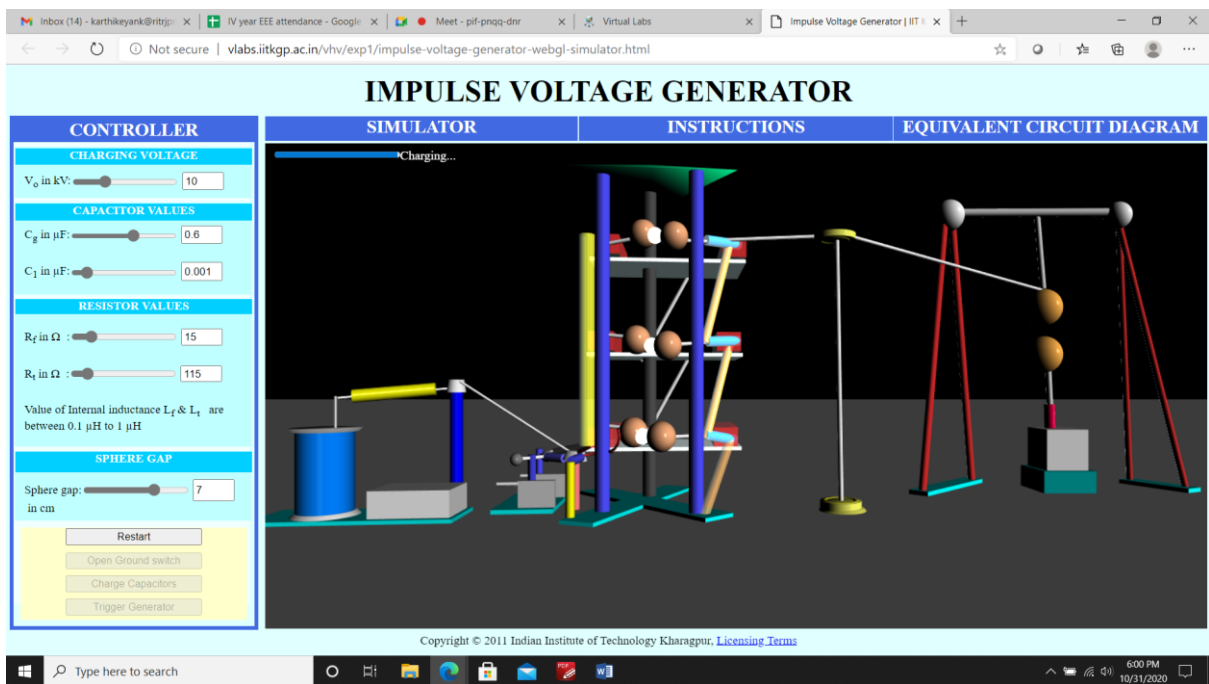 Inbox (14) - karthikeyank@ritrjp
IV year EEE attendance - Google
Meet - pif-pnqq-dnr
Virtual Labs
Impulse Voltage Generator | IIT
Not secure | vlabs.iitkgp.ac.in/vhv/exp1/impulse-voltage-generator-webgl-simulator.html
IMPULSE VOLTAGE GENERATOR
CONTROLLER
SIMULATOR
INSTRUCTIONS
EQUIVALENT CIRCUIT DIAGRAM
CHARGING VOLTAGE
Vo in kV: 10
CAPACITOR VALUES
Cg in µF: 0.6
C1 in µF: 0.001
RESISTOR VALUES
Rf in Ω : 15
Rt in Ω : 115
Value of Internal inductance Lf & Lt are
between 0.1 µH to 1 µH
SPHERE GAP
Sphere gap: 7
in cm
Restart
Open Ground switch
Charge Capacitors
Trigger Generator
Charging...
Copyright © 2011 Indian Institute of Technology Kharagpur, Licensing Terms
Type here to search
PDF
W
6:00 PM
10/31/2020